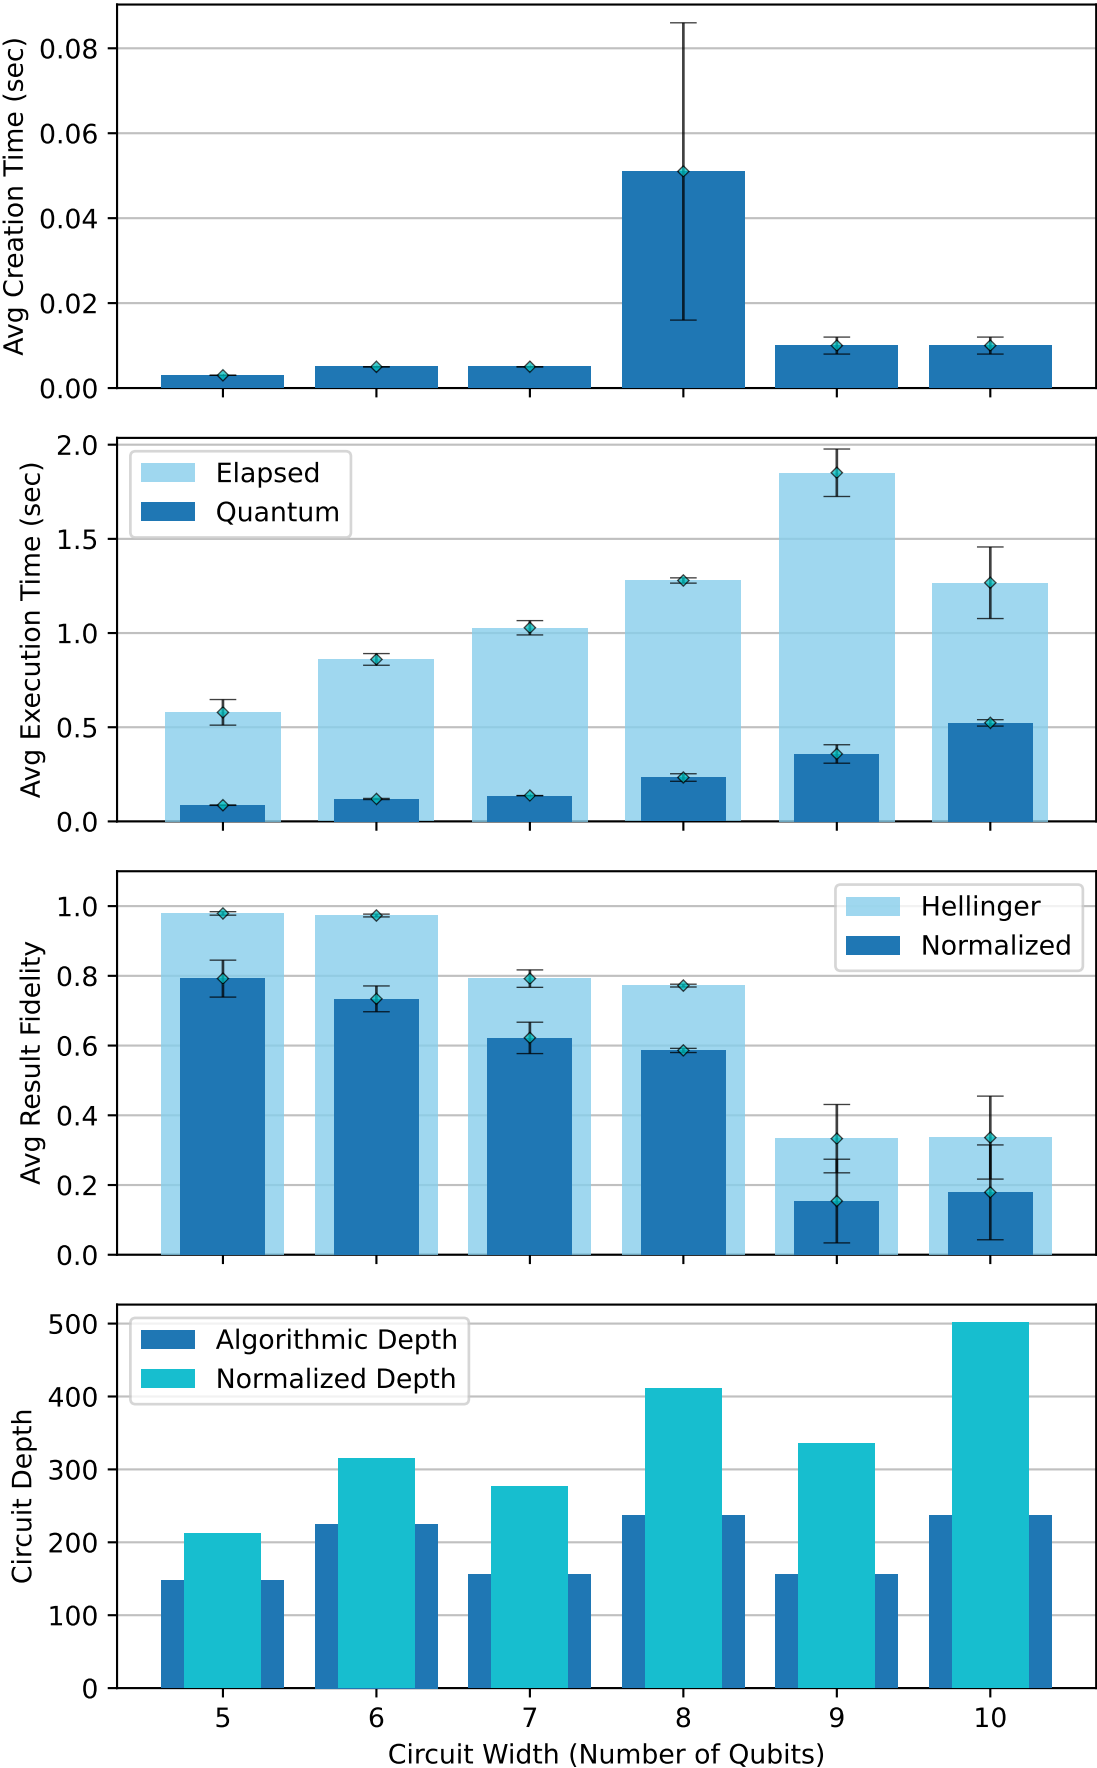 Avg Creation Time (sec)
0.08
0.06
0.04
0.02
0.00
Avg Execution Time (sec)
2.0
1.5
1.0
0.5
0.0
Elapsed
Quantum
Avg Result Fidelity
1.0
0.8
0.6
0.4
0.2
0.0
Hellinger
Normalized
Circuit Depth
500
400
300
200
100
0
Algorithmic Depth
Normalized Depth
5 6 7 8 9 10
Circuit Width (Number of Qubits)